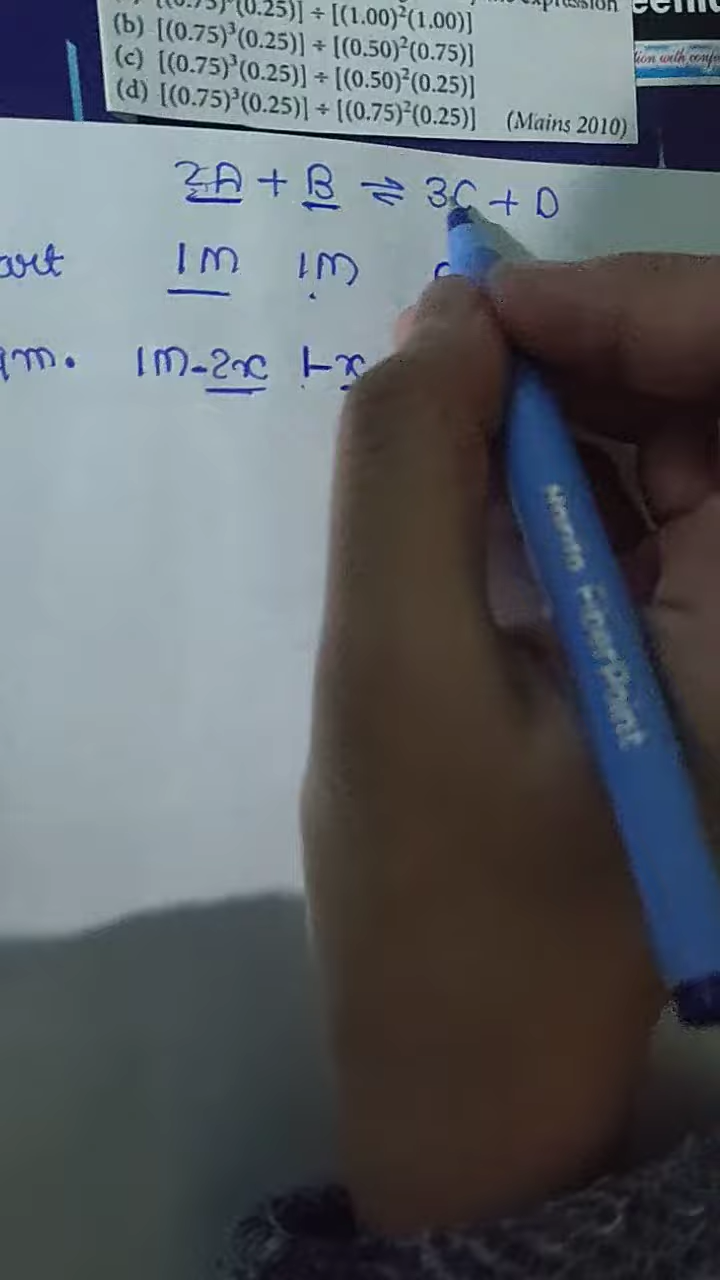 expression
[(0.75)³(0.25)] ÷ [(1.00)²(1.00)]
(b) [(0.75)³(0.25)] ÷ [(0.50)²(0.75)]
(c) [(0.75)³(0.25)] ÷ [(0.50)²(0.25)]
(d) [(0.75)³(0.25)] ÷ [(0.75)²(0.25)] (Mains 2010)
2A + B ⇌ 3C + D
1M 1M
1M-2x 1-x
FiberPoint